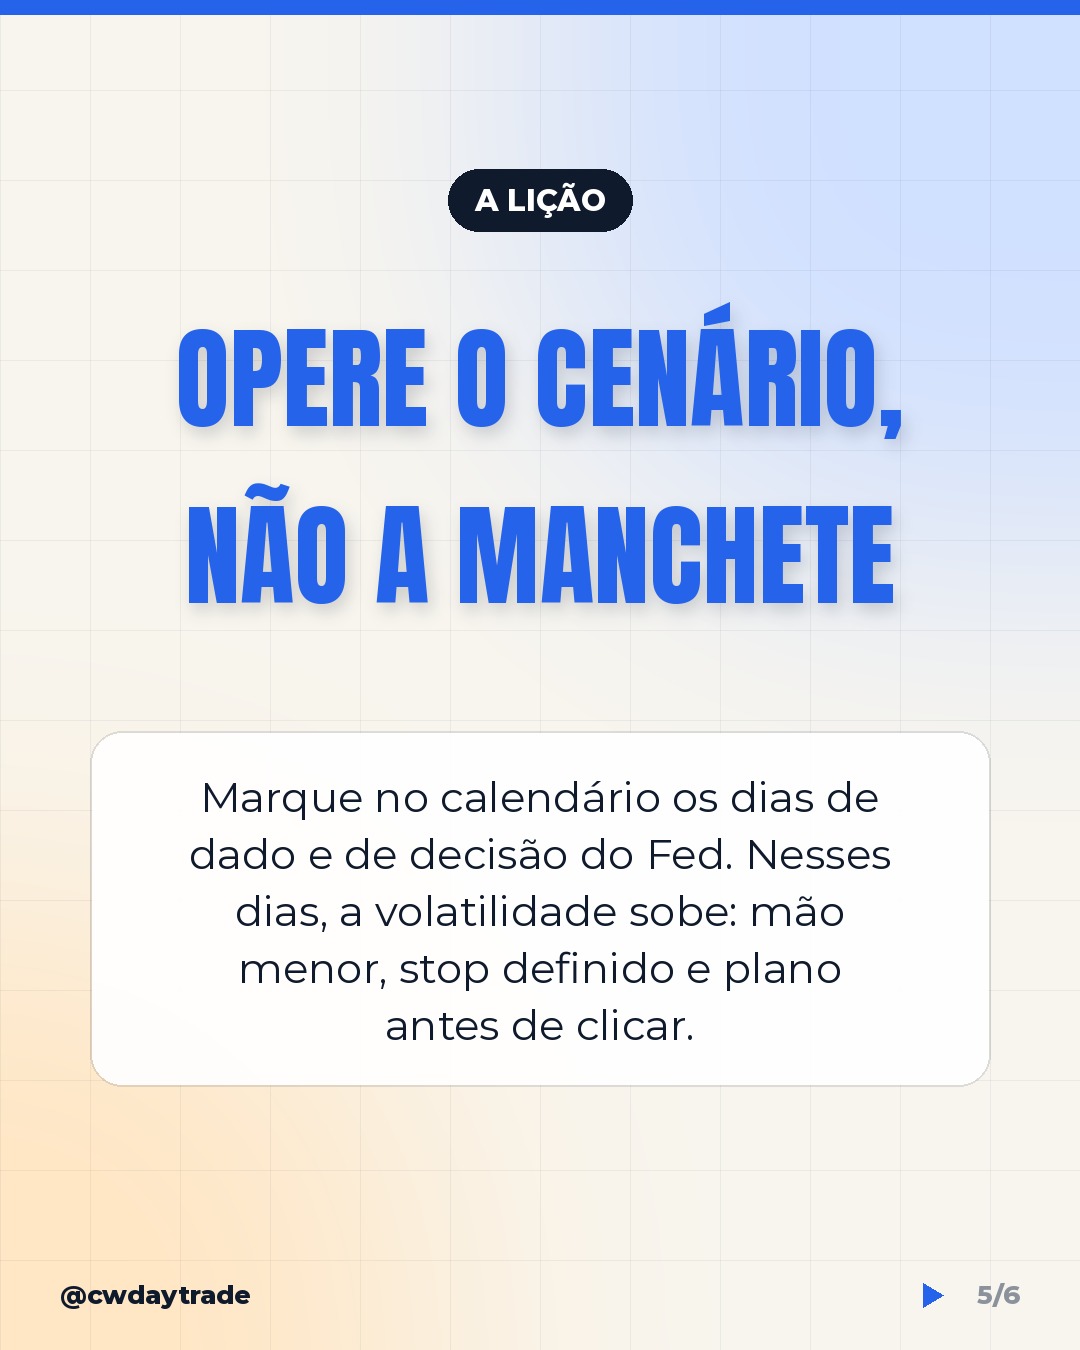 A LIÇÃO
OPERE O CENÁRIO,
NÃO A MANCHETE
Marque no calendário os dias de
dado e de decisão do Fed. Nesses
dias, a volatilidade sobe: mão
menor, stop definido e plano
antes de clicar.
@cwdaytrade
5/6